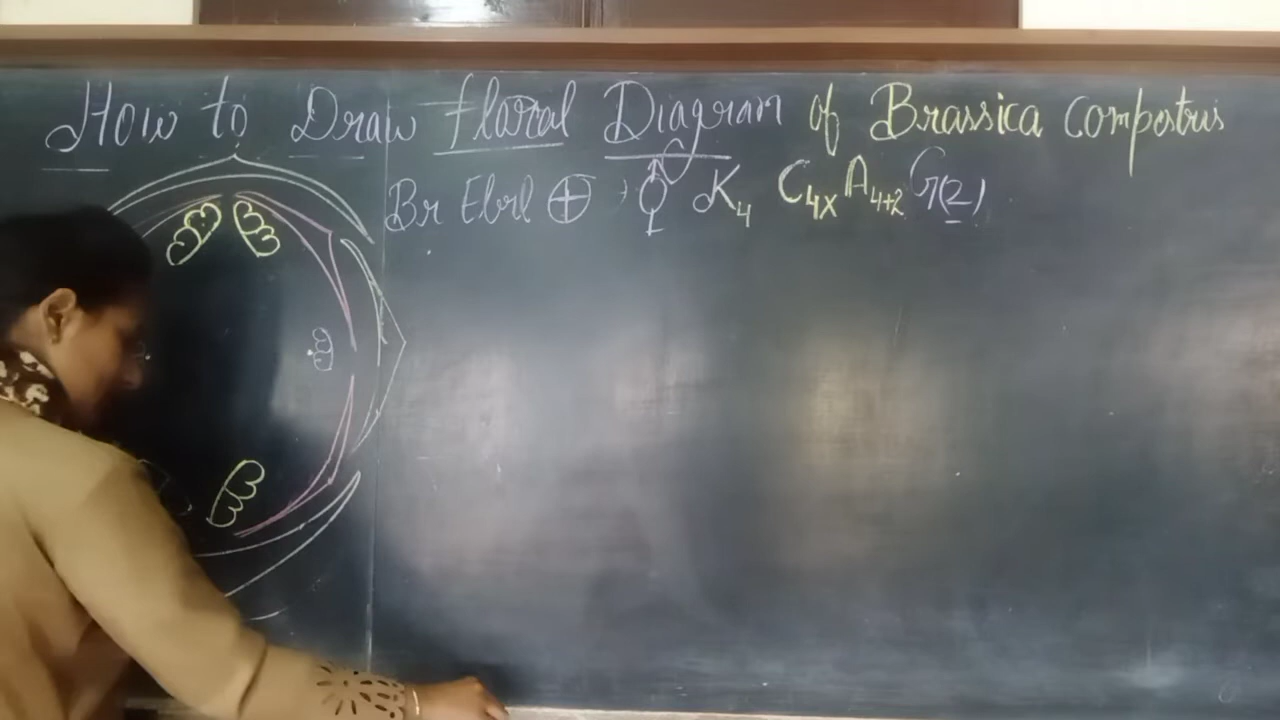 How to Draw Floral Diagram of Brassica Compestris
Br Ebrl ⊕ ⚥ K4 C4x A4+2 G(2)